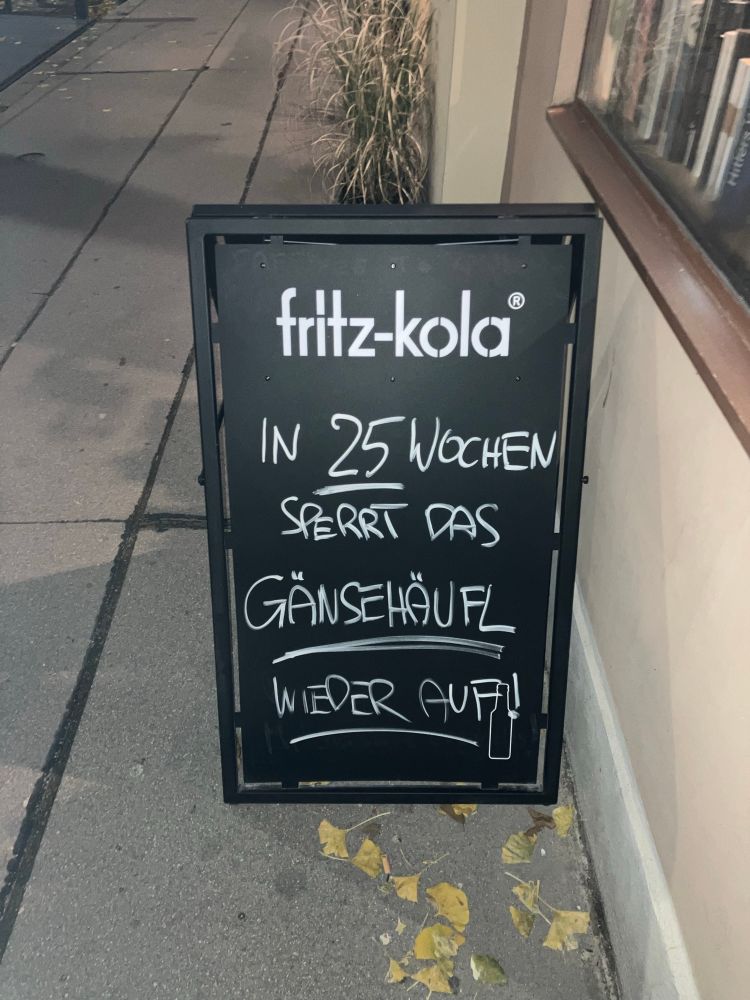 fritz-kola®
IN 25 WOCHEN
SPERRT DAS
GÄNSEHÄUFL
WIEDER AUF!